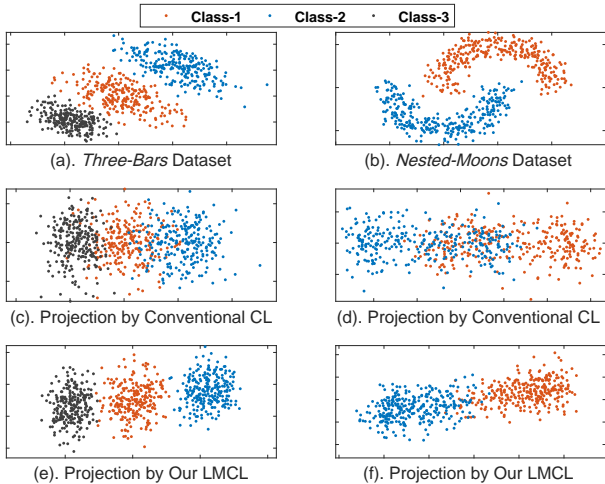 Class-1 Class-2 Class-3
(a). Three-Bars Dataset
(b). Nested-Moons Dataset
(c). Projection by Conventional CL
(d). Projection by Conventional CL
(e). Projection by Our LMCL
(f). Projection by Our LMCL